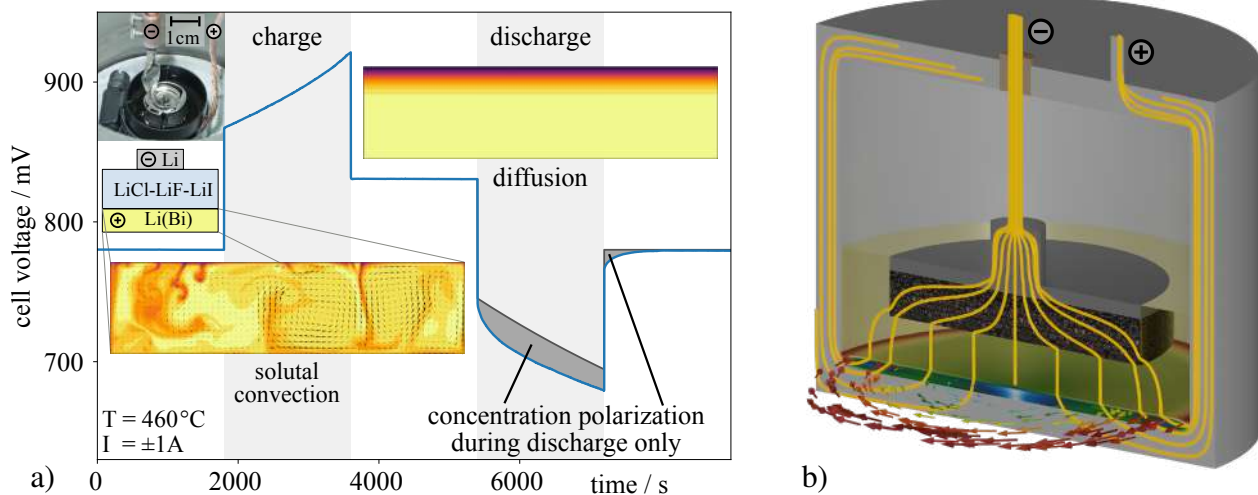 a)
cell voltage / mV
900
800
700
0
2000
4000
6000
time / s
charge
discharge
⊖
1cm
⊕
⊖ Li
LiCl-LiF-LiI
⊕ Li(Bi)
diffusion
solutal
convection
concentration polarization
during discharge only
T = 460°C
I = ±1A
b)
⊖
⊕